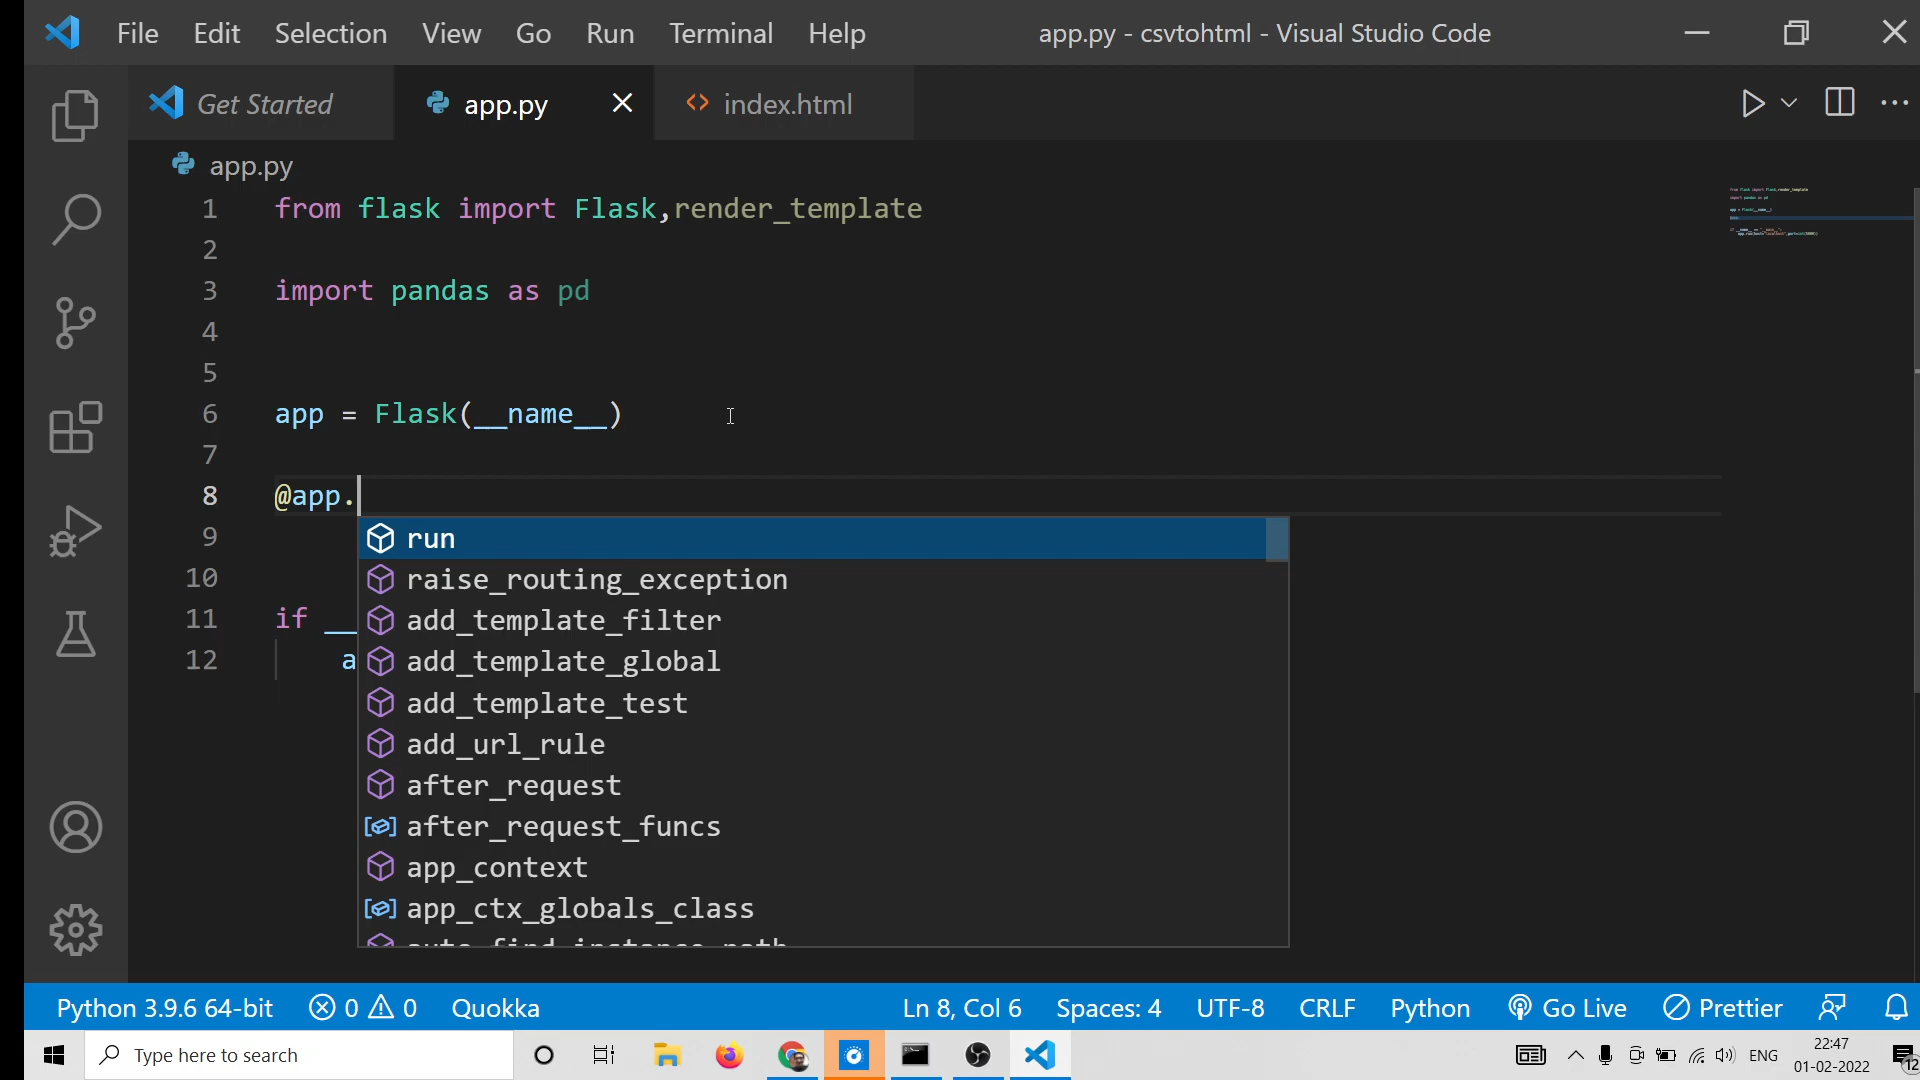 File Edit Selection View Go Run Terminal Help app.py - csvtohtml - Visual Studio Code
Get Started app.py index.html
app.py
1 from flask import Flask,render_template
2
3 import pandas as pd
4
5
6 app = Flask(__name__)
7
8 @app.
9 run
10 raise_routing_exception
11 if __ add_template_filter
12 a add_template_global
add_template_test
add_url_rule
after_request
after_request_funcs
app_context
app_ctx_globals_class
auto_find_instance_path
Python 3.9.6 64-bit 0 0 Quokka Ln 8, Col 6 Spaces: 4 UTF-8 CRLF Python Go Live Prettier
Type here to search ENG 22:47
01-02-2022 12